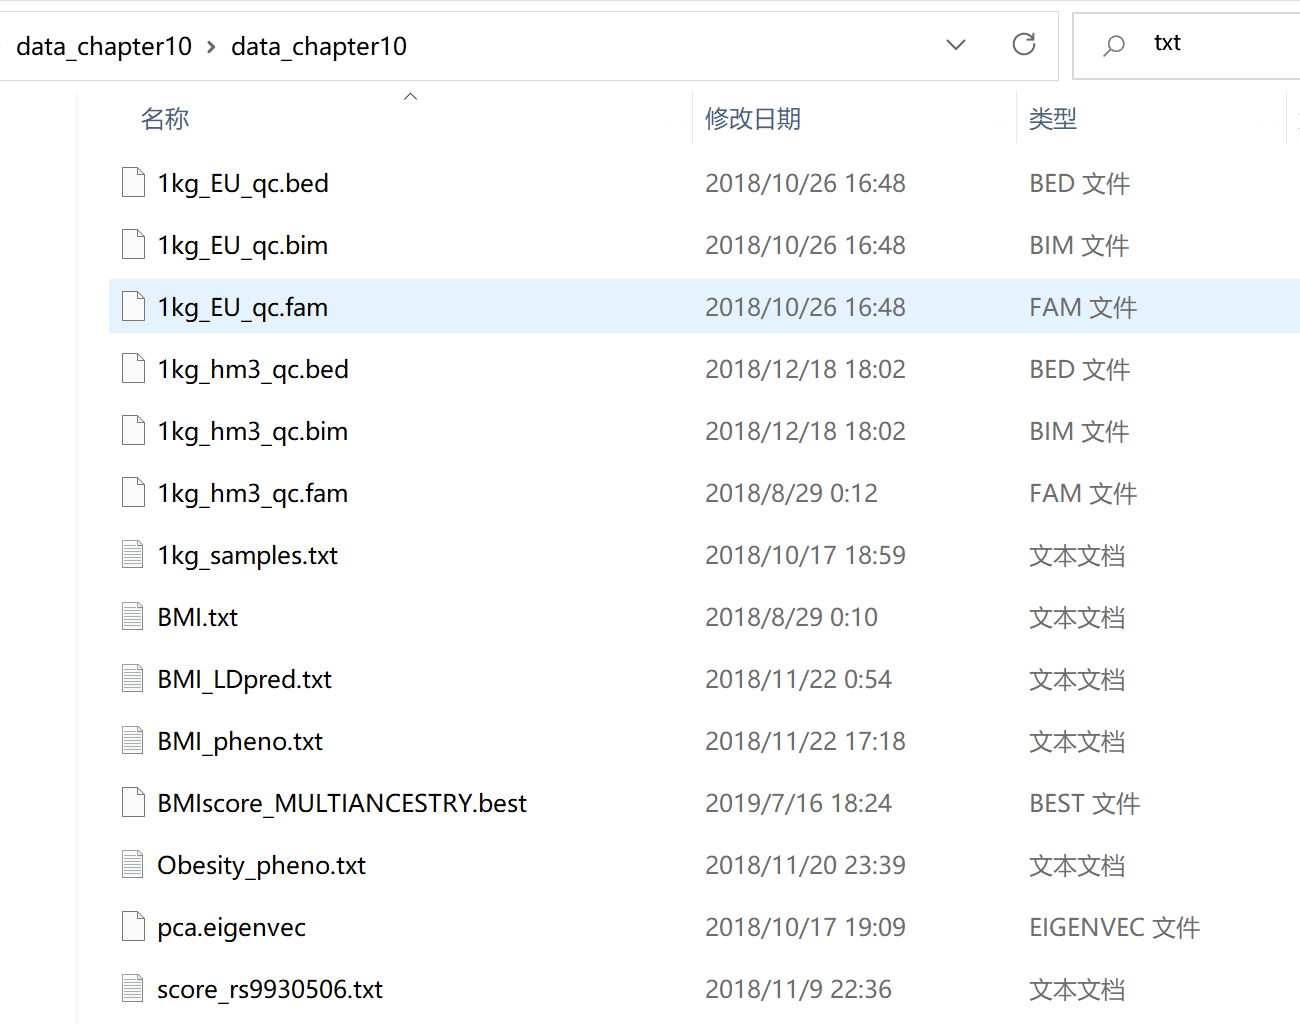 data_chapter10 › data_chapter10 txt
名称 修改日期 类型
1kg_EU_qc.bed 2018/10/26 16:48 BED 文件
1kg_EU_qc.bim 2018/10/26 16:48 BIM 文件
1kg_EU_qc.fam 2018/10/26 16:48 FAM 文件
1kg_hm3_qc.bed 2018/12/18 18:02 BED 文件
1kg_hm3_qc.bim 2018/12/18 18:02 BIM 文件
1kg_hm3_qc.fam 2018/8/29 0:12 FAM 文件
1kg_samples.txt 2018/10/17 18:59 文本文档
BMI.txt 2018/8/29 0:10 文本文档
BMI_LDpred.txt 2018/11/22 0:54 文本文档
BMI_pheno.txt 2018/11/22 17:18 文本文档
BMIscore_MULTIANCESTRY.best 2019/7/16 18:24 BEST 文件
Obesity_pheno.txt 2018/11/20 23:39 文本文档
pca.eigenvec 2018/10/17 19:09 EIGENVEC 文件
score_rs9930506.txt 2018/11/9 22:36 文本文档